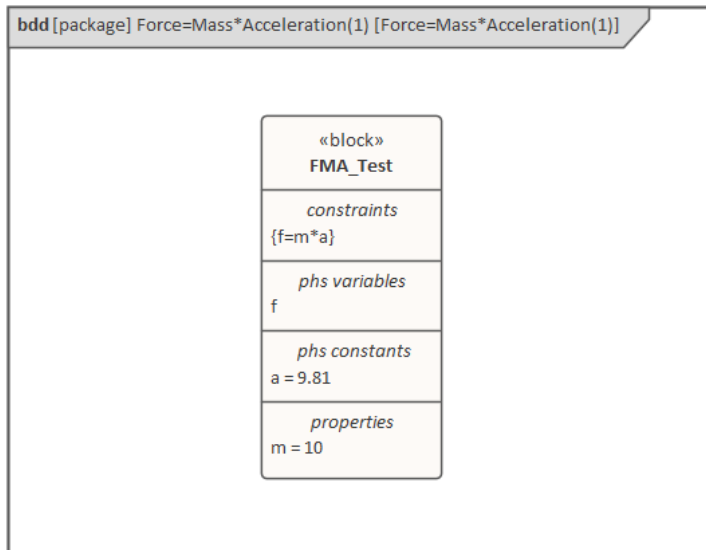 bdd [package] Force=Mass*Acceleration(1) [Force=Mass*Acceleration(1)]
«block»
FMA_Test
constraints
{f=m*a}
phs variables
f
phs constants
a = 9.81
properties
m = 10